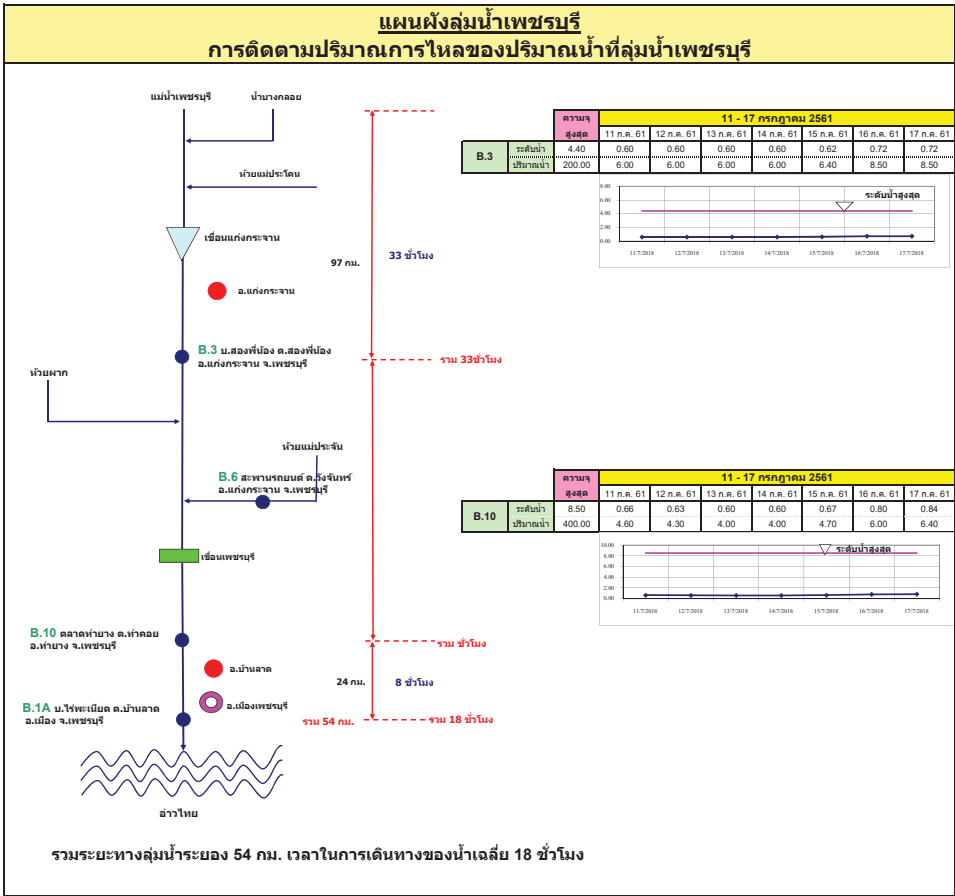 แผนผังลุ่มน้ำเพชรบุรี
การติดตามปริมาณการไหลของปริมาณน้ำที่ลุ่มน้ำเพชรบุรี
แม่น้ำเพชรบุรี
น้ำบางกลอย
ห้วยแม่ประโดน
เขื่อนแก่งกระจาน
97 กม.
33 ชั่วโมง
อ.แก่งกระจาน
B.3 บ.สองพี่น้อง ต.สองพี่น้อง
อ.แก่งกระจาน จ.เพชรบุรี
รวม 33ชั่วโมง
ห้วยผาก
ห้วยแม่ประจัน
B.6 สะพานรถยนต์ ต.วังจันทร์
อ.แก่งกระจาน จ.เพชรบุรี
เขื่อนเพชรบุรี
B.10 ตลาดท่ายาง ต.ท่าคอย
อ.ท่ายาง จ.เพชรบุรี
รวม ชั่วโมง
อ.บ้านลาด
24 กม.
8 ชั่วโมง
อ.เมืองเพชรบุรี
B.1A บ.ไร่พะเนียด ต.บ้านลาด
อ.เมือง จ.เพชรบุรี
รวม 54 กม.
รวม 18 ชั่วโมง
อ่าวไทย
รวมระยะทางลุ่มน้ำระยอง 54 กม. เวลาในการเดินทางของน้ำเฉลี่ย 18 ชั่วโมง
ความจุ 11 - 17 กรกฎาคม 2561
สูงสุด 11 ก.ค. 61 12 ก.ค. 61 13 ก.ค. 61 14 ก.ค. 61 15 ก.ค. 61 16 ก.ค. 61 17 ก.ค. 61
B.3
ระดับน้ำ 4.40 0.60 0.60 0.60 0.60 0.62 0.72 0.72
ปริมาณน้ำ 200.00 6.00 6.00 6.00 6.00 6.40 8.50 8.50
8.00
6.00
4.00
2.00
0.00
ระดับน้ำสูงสุด
11/7/2018 12/7/2018 13/7/2018 14/7/2018 15/7/2018 16/7/2018 17/7/2018
ความจุ 11 - 17 กรกฎาคม 2561
สูงสุด 11 ก.ค. 61 12 ก.ค. 61 13 ก.ค. 61 14 ก.ค. 61 15 ก.ค. 61 16 ก.ค. 61 17 ก.ค. 61
B.10
ระดับน้ำ 8.50 0.66 0.63 0.60 0.60 0.67 0.80 0.84
ปริมาณน้ำ 400.00 4.60 4.30 4.00 4.00 4.70 6.00 6.40
10.00
8.00
6.00
4.00
2.00
0.00
ระดับน้ำสูงสุด
11/7/2018 12/7/2018 13/7/2018 14/7/2018 15/7/2018 16/7/2018 17/7/2018